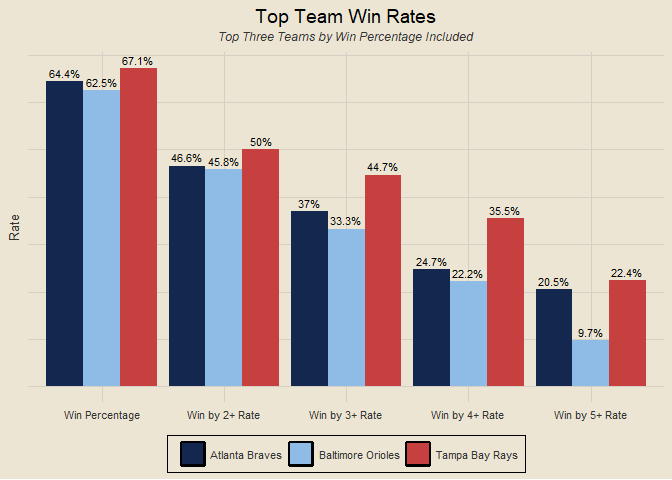 Top Team Win Rates
Top Three Teams by Win Percentage Included
Rate
64.4% 62.5% 67.1%
46.6% 45.8% 50%
37% 33.3% 44.7%
24.7% 22.2% 35.5%
20.5% 9.7% 22.4%
Win Percentage Win by 2+ Rate Win by 3+ Rate Win by 4+ Rate Win by 5+ Rate
Atlanta Braves Baltimore Orioles Tampa Bay Rays